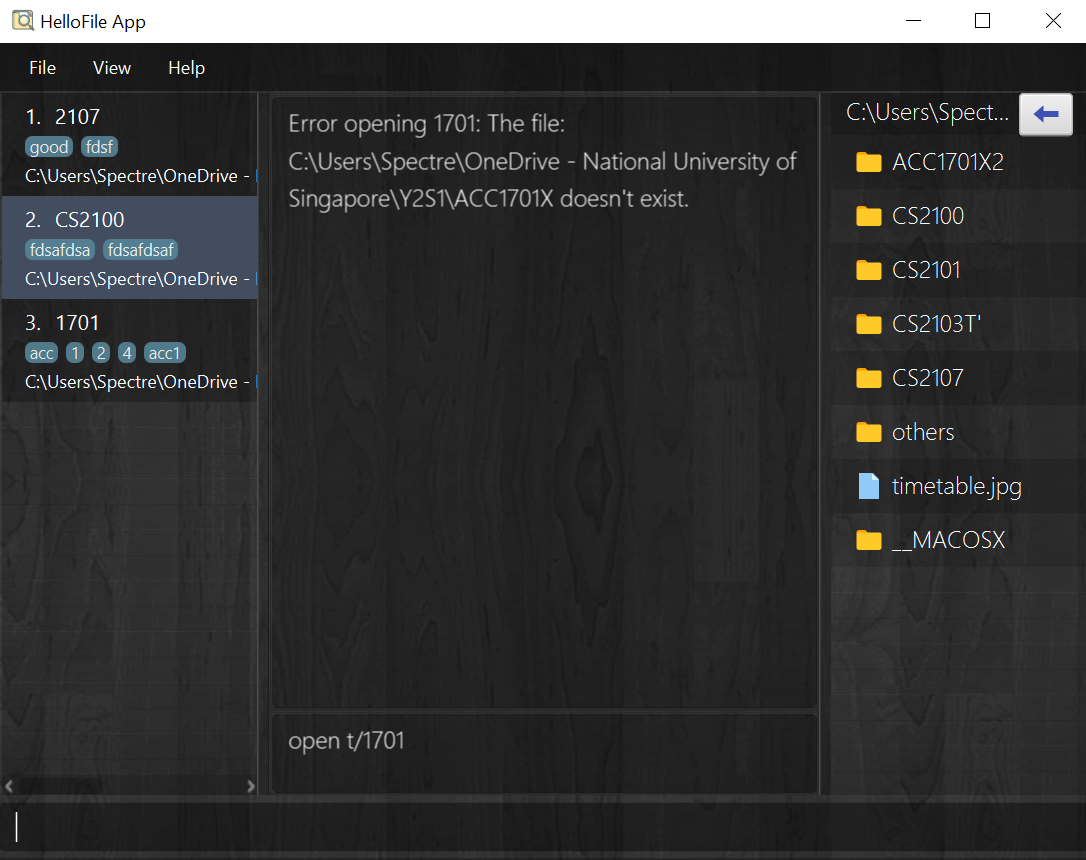 HelloFile App
File View Help
1. 2107
good fdsf
C:\Users\Spectre\OneDrive -
2. CS2100
fdsafdsa fdsafdsaf
C:\Users\Spectre\OneDrive -
3. 1701
acc 1 2 4 acc1
C:\Users\Spectre\OneDrive -
Error opening 1701: The file:
C:\Users\Spectre\OneDrive - National University of
Singapore\Y2S1\ACC1701X doesn't exist.
open t/1701
C:\Users\Spect...
ACC1701X2
CS2100
CS2101
CS2103T'
CS2107
others
timetable.jpg
__MACOSX